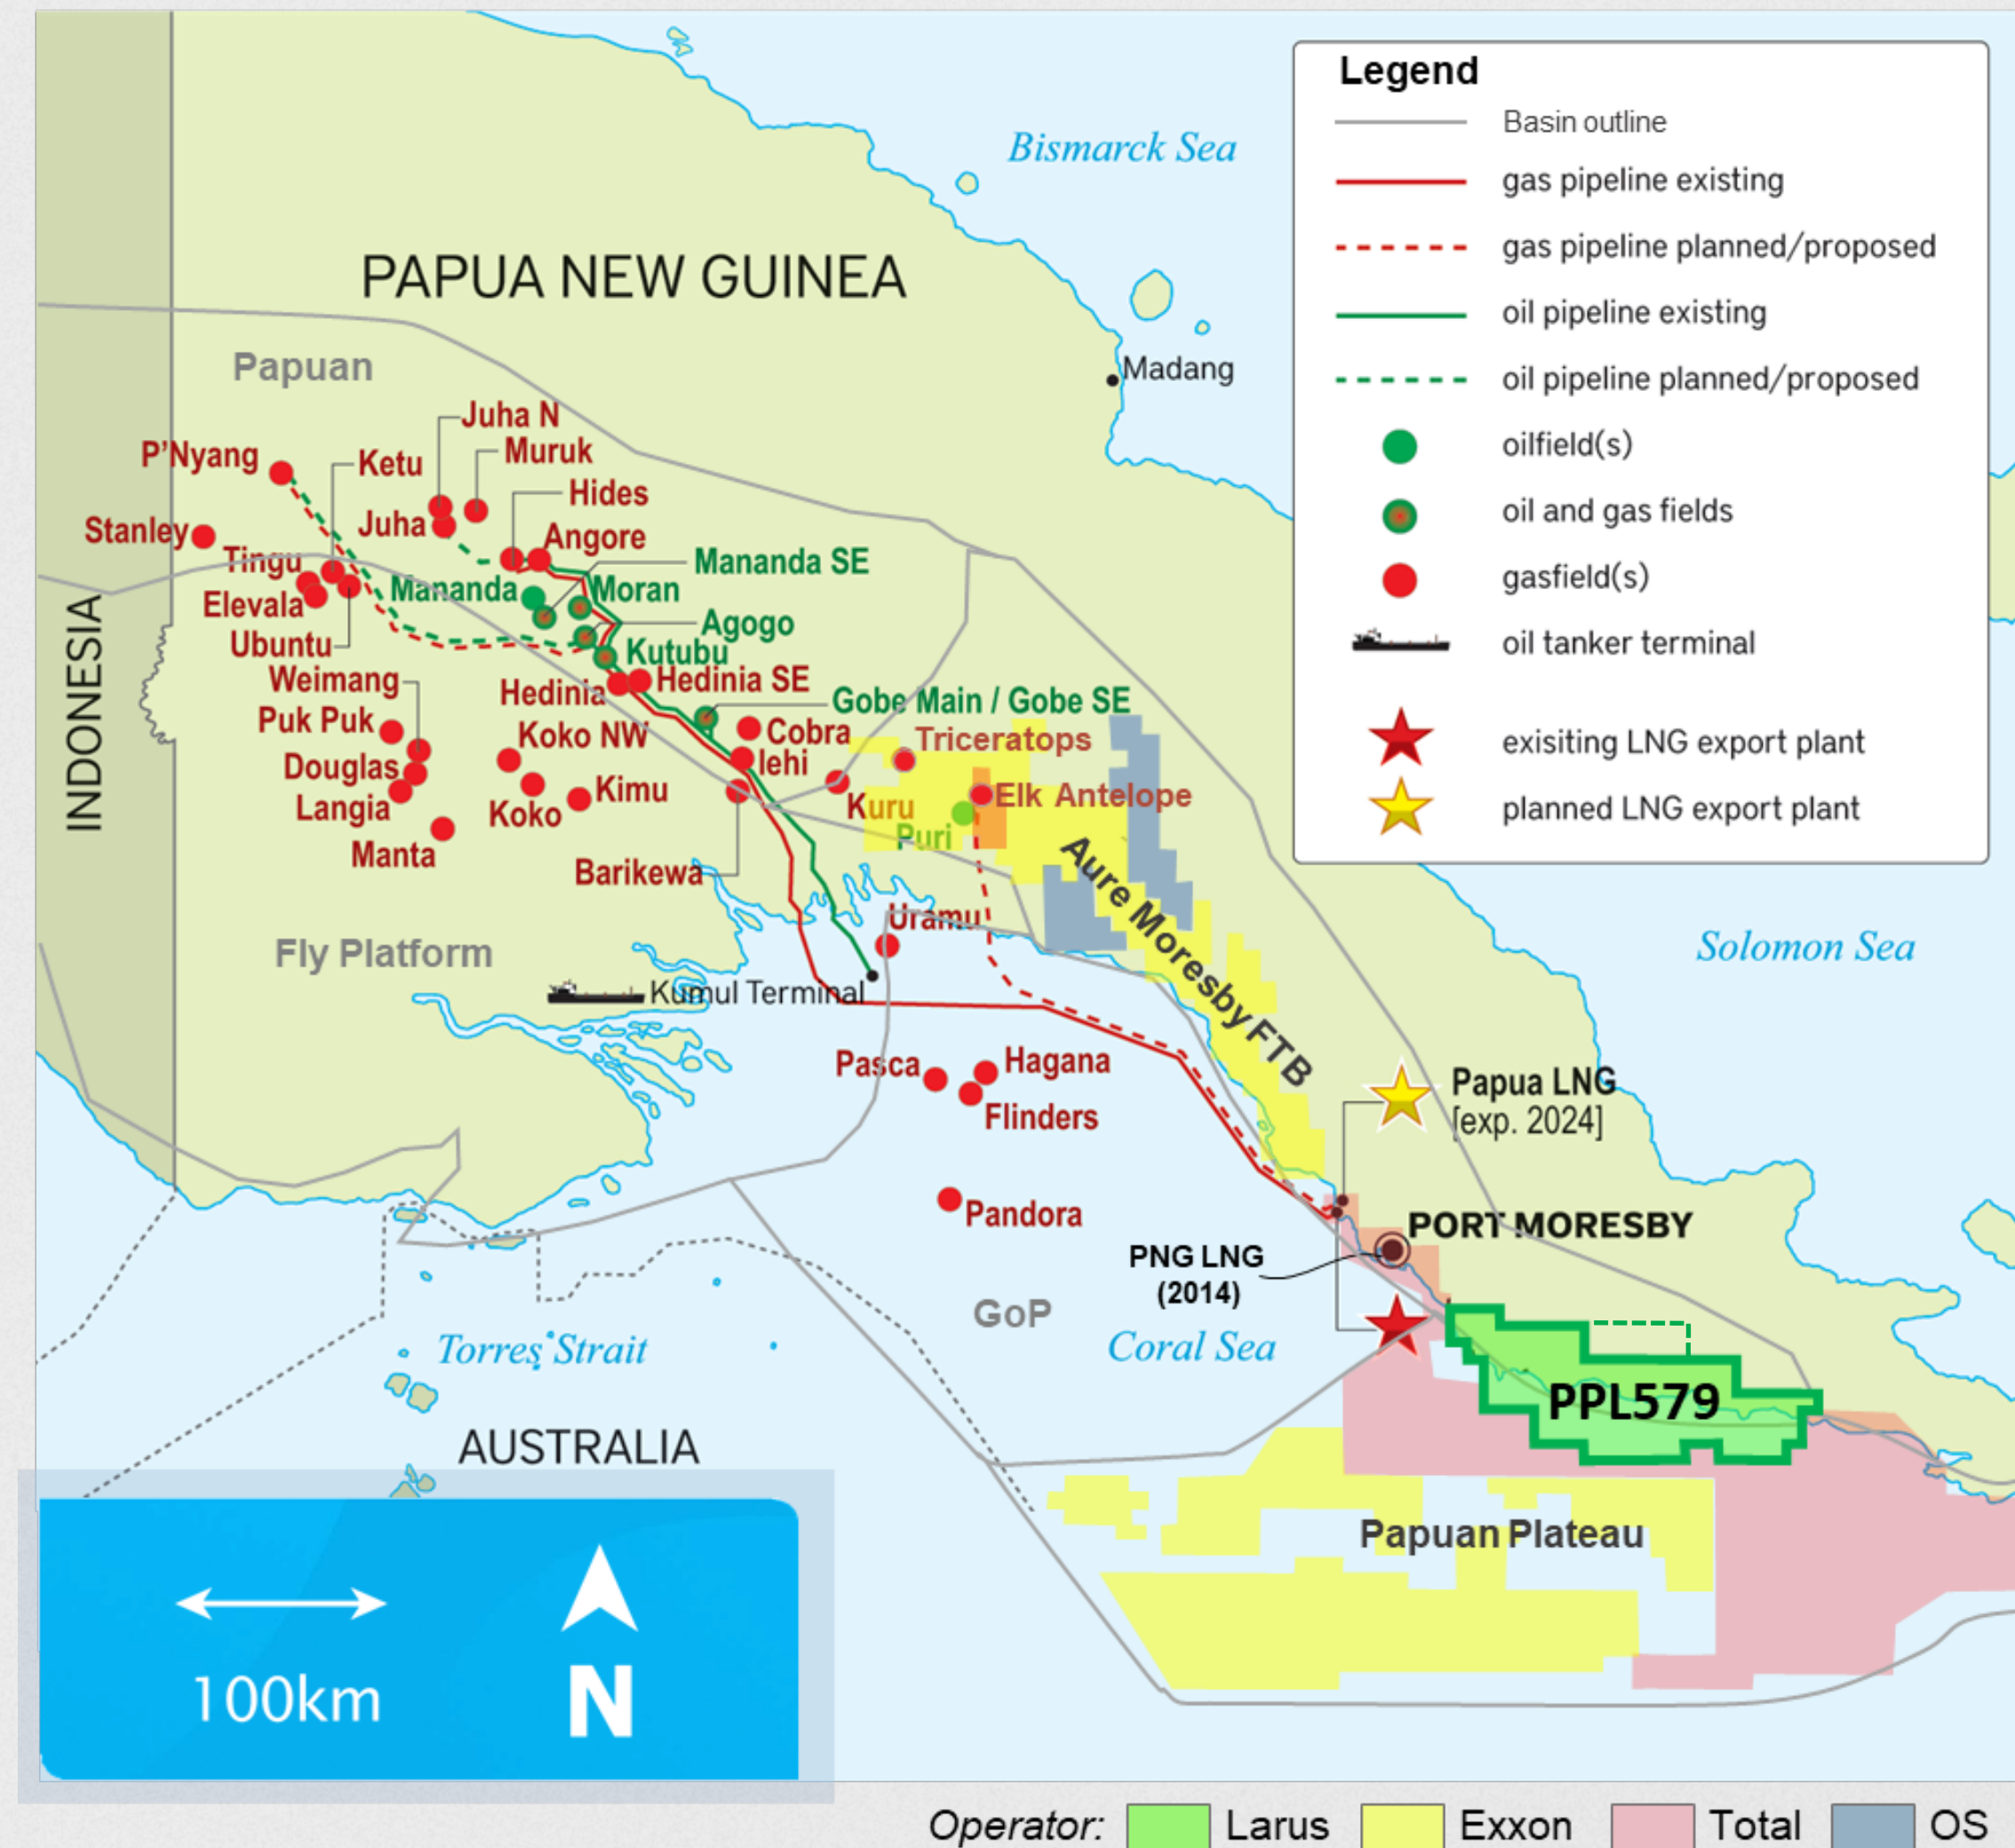 Legend
Basin outline
gas pipeline existing
gas pipeline planned/proposed
oil pipeline existing
oil pipeline planned/proposed
oilfield(s)
oil and gas fields
gasfield(s)
oil tanker terminal
exisiting LNG export plant
planned LNG export plant
Bismarck Sea
PAPUA NEW GUINEA
Madang
Papuan
Juha N
P'Nyang
Ketu
Muruk
Hides
Stanley
Juha
Angore
Tingu
Mananda SE
Mananda
Moran
Elevala
Agogo
Ubuntu
Kutubu
INDONESIA
Weimang
Hedinia
Hedinia SE
Gobe Main / Gobe SE
Puk Puk
Koko NW
Cobra
Triceratops
Douglas
Iehi
Langia
Koko
Kimu
Kuru
Elk Antelope
Puri
Manta
Barikewa
Aure Moresby FTB
Uramu
Fly Platform
Solomon Sea
Kumul Terminal
Pasca
Hagana
Flinders
Papua LNG
[exp. 2024]
Pandora
PORT MORESBY
PNG LNG
(2014)
GoP
Torres Strait
Coral Sea
PPL579
AUSTRALIA
Papuan Plateau
100km
N
Operator: Larus Exxon Total OS